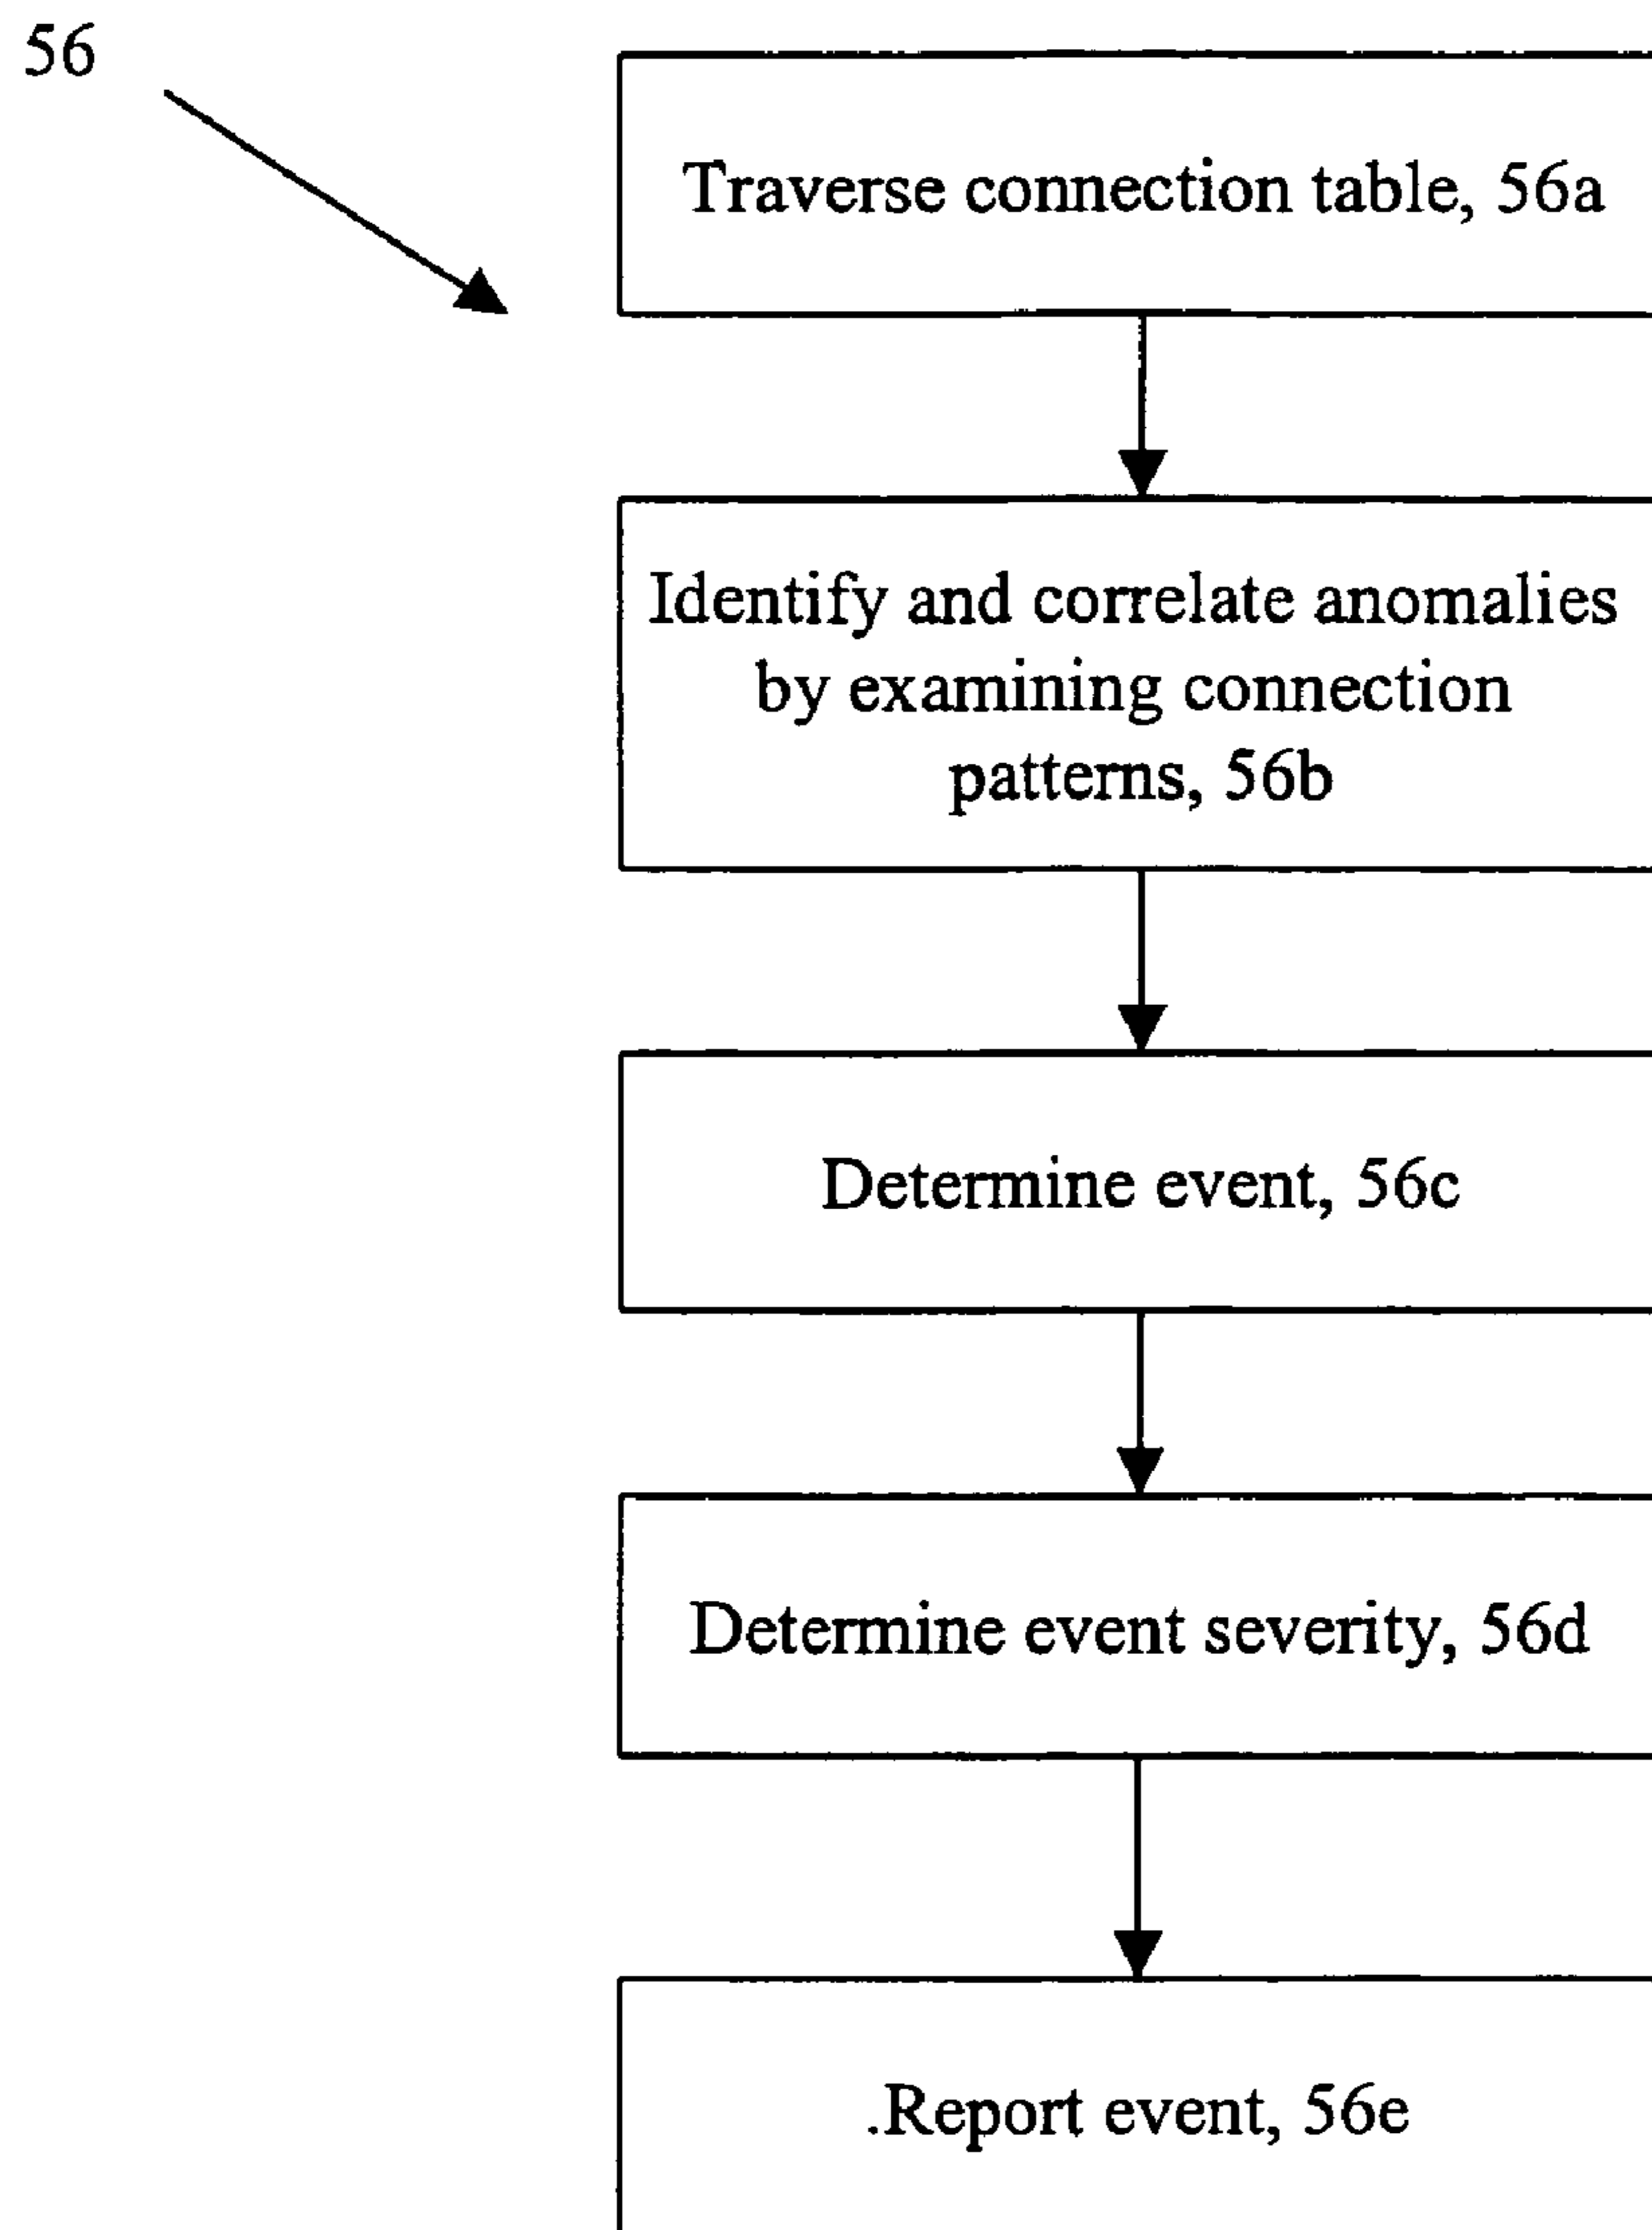 56
Traverse connection table, 56a
Identify and correlate anomalies
by examining connection
patterns, 56b
Determine event, 56c
Determine event severity, 56d
.Report event, 56e